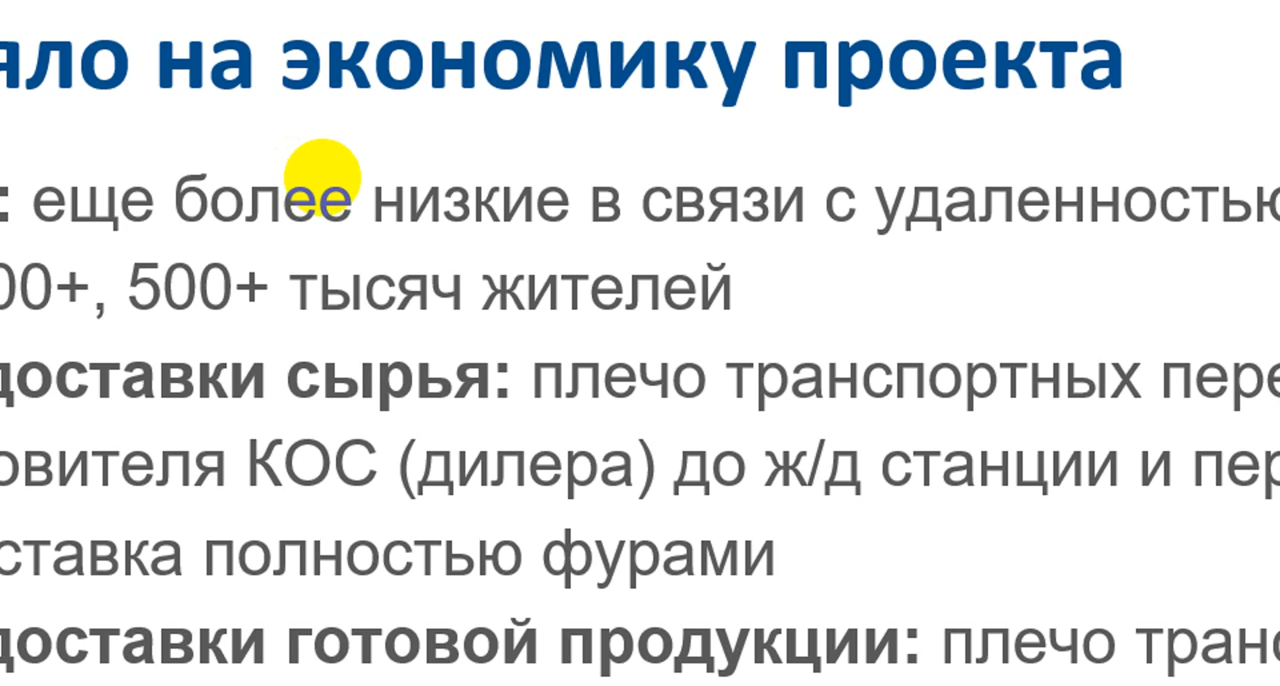 яло на экономику проекта
: еще более низкие в связи с удаленностью
00+, 500+ тысяч жителей
доставки сырья: плечо транспортных пере
овителя КОС (дилера) до ж/д станции и пер
ставка полностью фурами
доставки готовой продукции: плечо транс